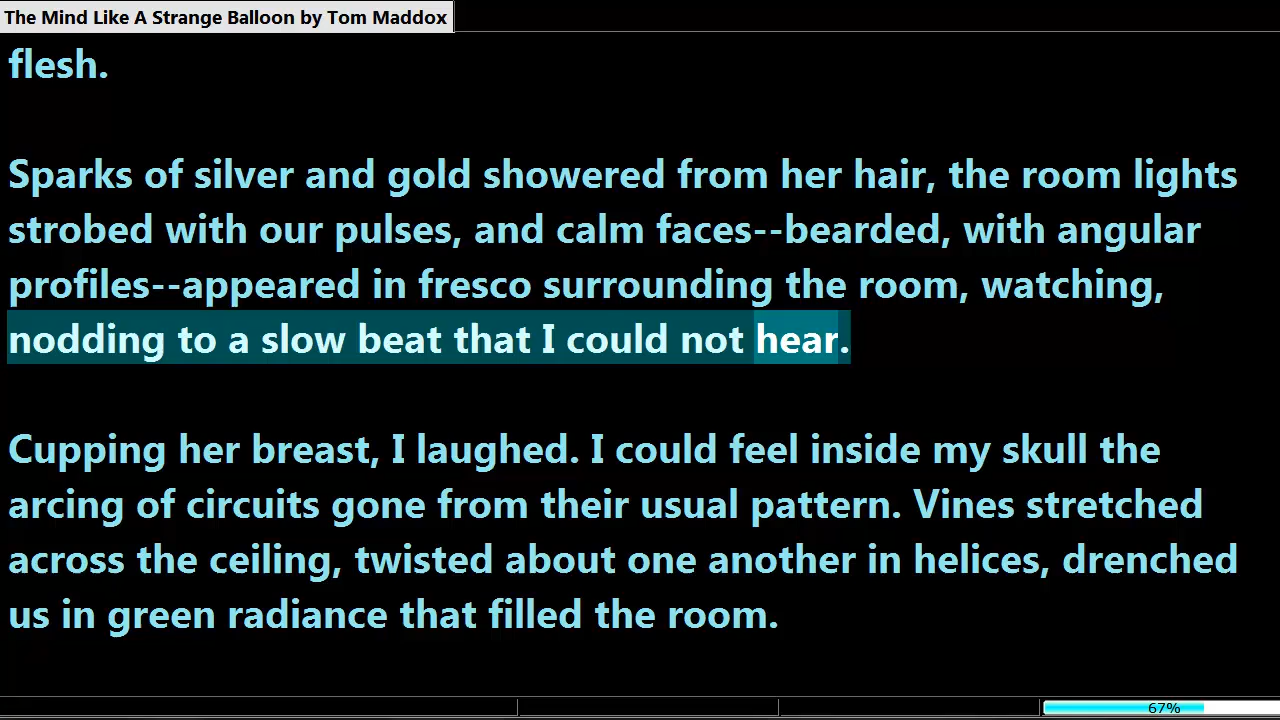 The Mind Like A Strange Balloon by Tom Maddox
flesh.
Sparks of silver and gold showered from her hair, the room lights
strobed with our pulses, and calm faces--bearded, with angular
profiles--appeared in fresco surrounding the room, watching,
nodding to a slow beat that I could not hear.
Cupping her breast, I laughed. I could feel inside my skull the
arcing of circuits gone from their usual pattern. Vines stretched
across the ceiling, twisted about one another in helices, drenched
us in green radiance that filled the room.
67%